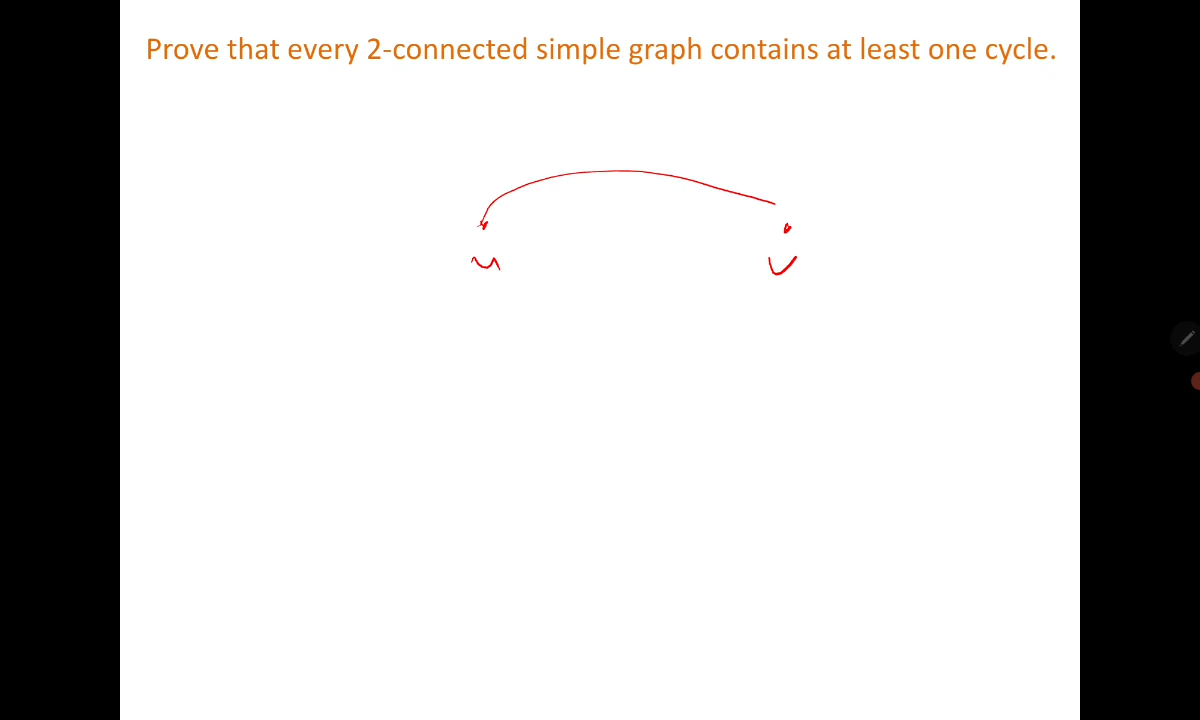 Prove that every 2-connected simple graph contains at least one cycle.
u v